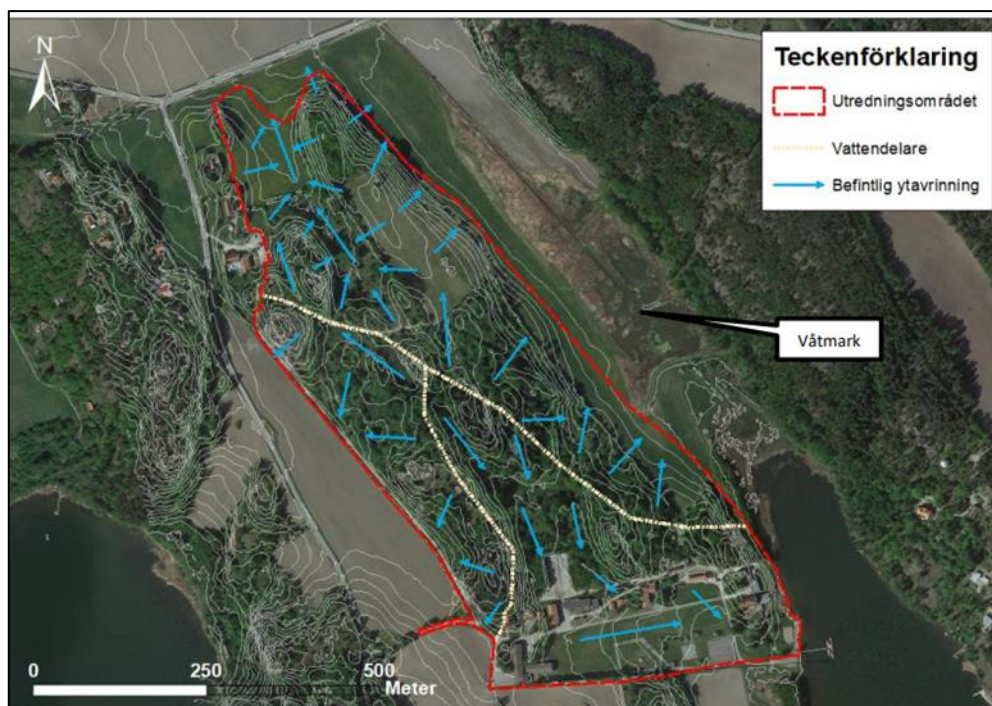 N
Teckenförklaring
Utredningsområdet
Vattendelare
Befintlig ytavrinning
Våtmark
0 250 500
Meter